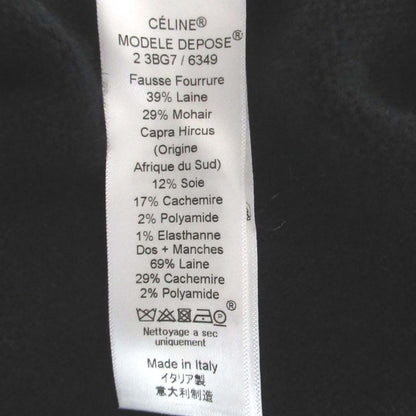 CÉLINE®
MODELE DEPOSE®
2 3BG7 / 6349
Fausse Fourrure
39% Laine
29% Mohair
Capra Hircus
(Origine
Afrique du Sud)
12% Soie
17% Cachemire
2% Polyamide
1% Elasthanne
Dos + Manches
69% Laine
29% Cachemire
2% Polyamide
®
Nettoyage a sec
uniquement
Made in Italy
イタリア製
意大利制造